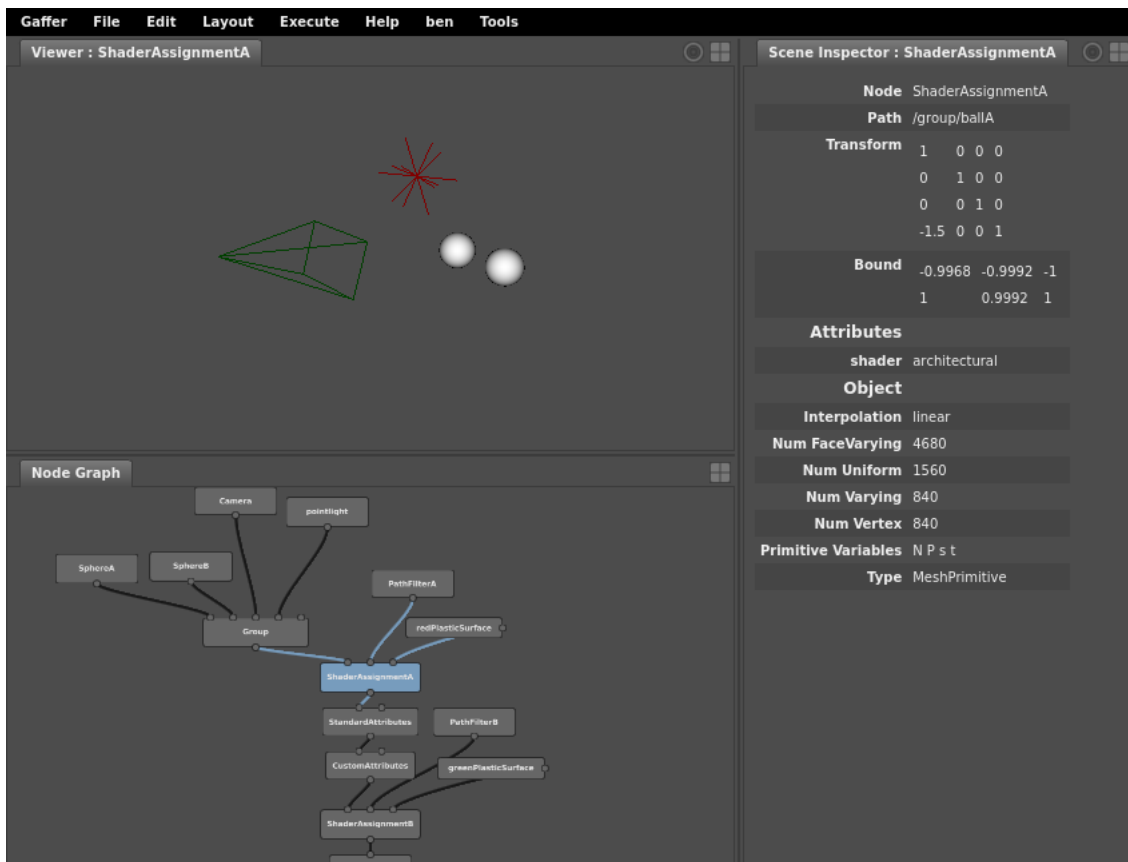 Gaffer File Edit Layout Execute Help ben Tools
Viewer : ShaderAssignmentA
Scene Inspector : ShaderAssignmentA
Node ShaderAssignmentA
Path /group/ballA
Transform 1 0 0 0
0 1 0 0
0 0 1 0
-1.5 0 0 1
Bound -0.9968 -0.9992 -1
1 0.9992 1
Attributes
shader architectural
Object
Interpolation linear
Num FaceVarying 4680
Num Uniform 1560
Num Varying 840
Num Vertex 840
Primitive Variables N P s t
Type MeshPrimitive
Node Graph
Camera
pointlight
SphereA
SphereB
PathFilterA
redPlasticSurface
Group
ShaderAssignmentA
StandardAttributes
PathFilterB
CustomAttributes
greenPlasticSurface
ShaderAssignmentB